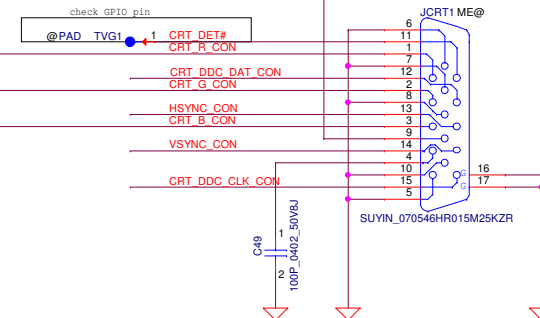 check GPIO pin
JCRT1 ME@
@PAD TVG1 1 CRT_DET#
CRT_R_CON
CRT_DDC_DAT_CON
CRT_G_CON
HSYNC_CON
CRT_B_CON
VSYNC_CON
CRT_DDC_CLK_CON
6
11
1
7
12
2
8
13
3
9
14
4
10
15
5
G 16
G 17
SUYIN_070546HR015M25KZR
C49
1
2
100P_0402_50V8J